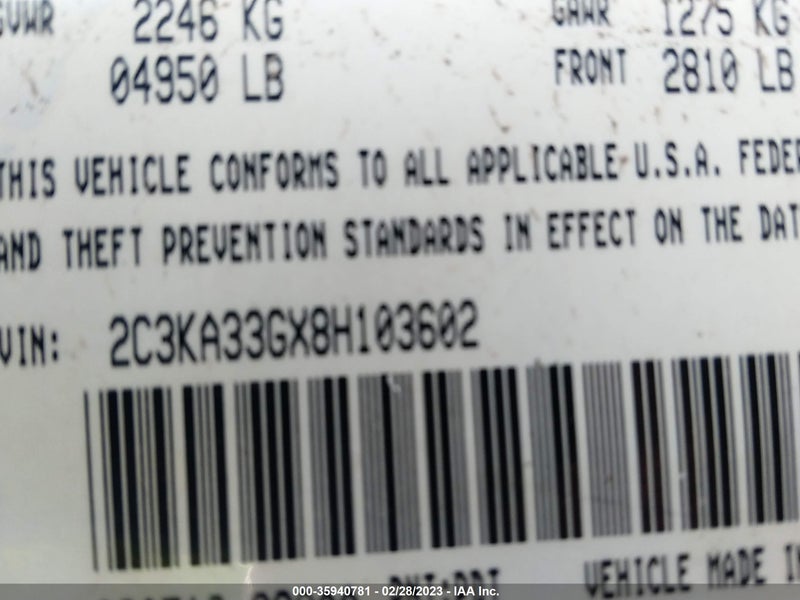 GVWR 2246 KG GAWR 1275 KG
04950 LB FRONT 2810 LB
THIS VEHICLE CONFORMS TO ALL APPLICABLE U.S.A. FEDER
AND THEFT PREVENTION STANDARDS IN EFFECT ON THE DAT
VIN: 2C3KA33GX8H103602
VEHICLE MADE IN
000-35940781 - 02/28/2023 - IAA Inc.